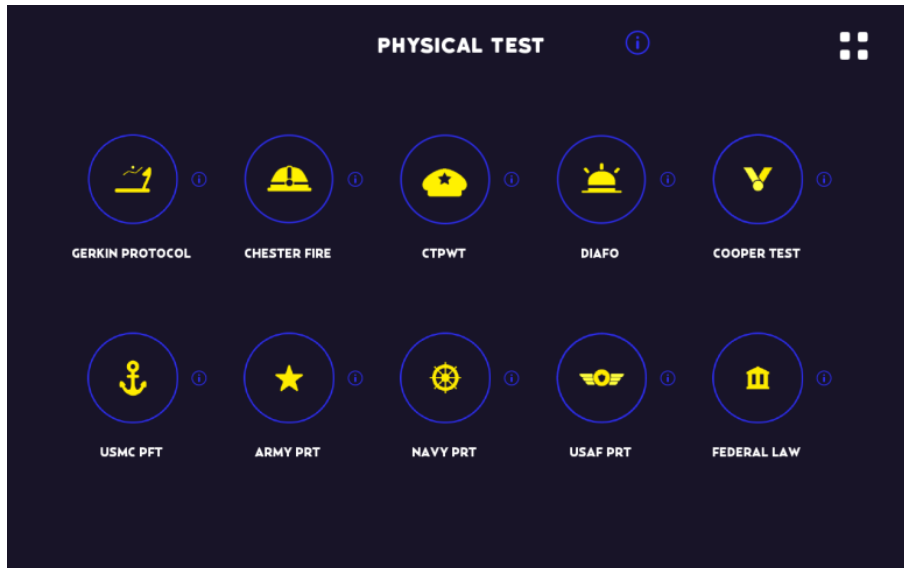 PHYSICAL TEST
GERKIN PROTOCOL
CHESTER FIRE
CTPWT
DIAFO
COOPER TEST
USMC PFT
ARMY PRT
NAVY PRT
USAF PRT
FEDERAL LAW